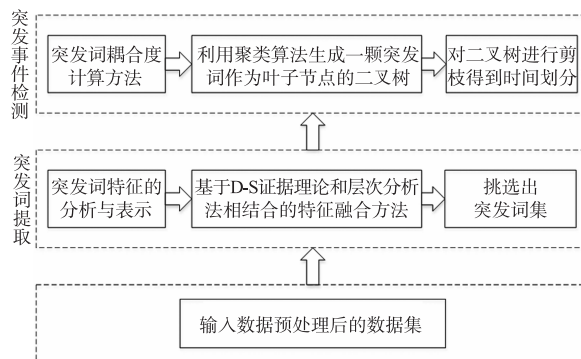 突发事件检测
突发词耦合度
计算方法
利用聚类算法生成一颗突发
词作为叶子节点的二叉树
对二叉树进行剪
枝得到时间划分
突发词提取
突发词特征的
分析与表示
基于D-S证据理论和层次分析
法相结合的特征融合方法
挑选出
突发词集
输入数据预处理后的数据集